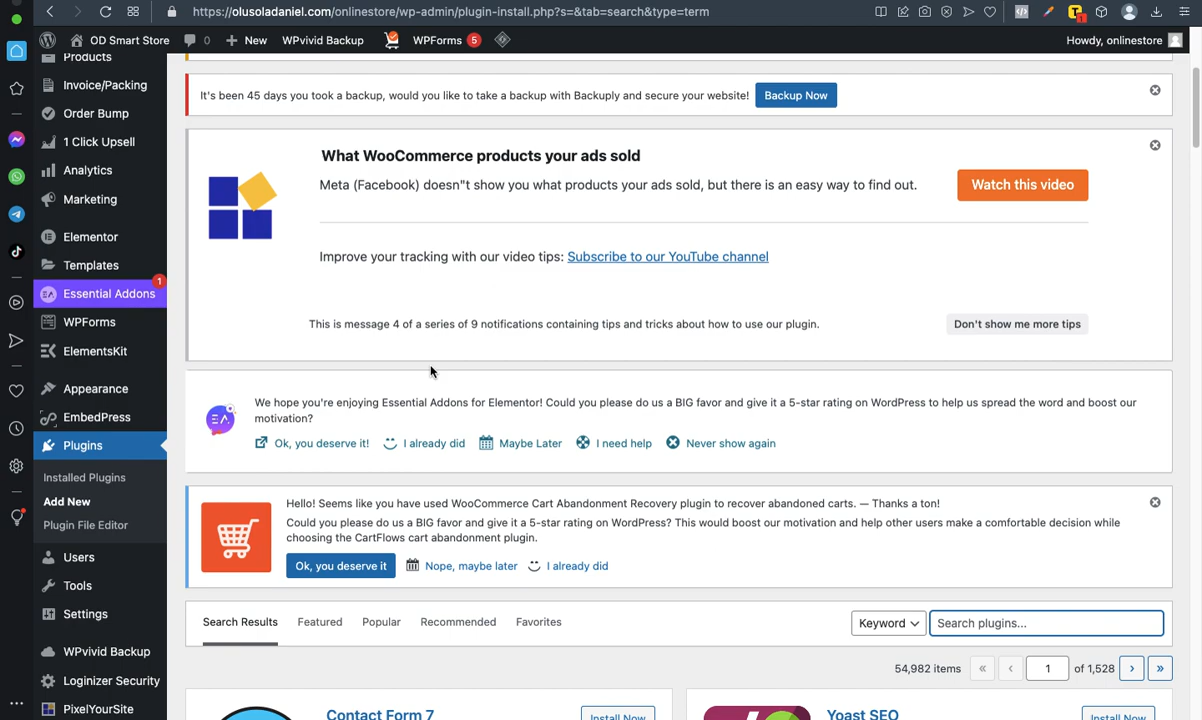 https://olusoladaniel.com/onlinestore/wp-admin/plugin-install.php?s=&tab=search&type=term
1
OD Smart Store
0
New
WPvivid Backup
WPForms
5
Howdy, onlinestore
Products
Invoice/Packing
Order Bump
1 Click Upsell
Analytics
Marketing
Elementor
Templates
1
Essential Addons
WPForms
ElementsKit
Appearance
EmbedPress
Plugins
Installed Plugins
Add New
Plugin File Editor
Users
Tools
Settings
WPvivid Backup
Loginizer Security
PixelYourSite
It's been 45 days you took a backup, would you like to take a backup with Backuply and secure your website!
Backup Now
What WooCommerce products your ads sold
Meta (Facebook) doesn"t show you what products your ads sold, but there is an easy way to find out.
Watch this video
Improve your tracking with our video tips: Subscribe to our YouTube channel
This is message 4 of a series of 9 notifications containing tips and tricks about how to use our plugin.
Don't show me more tips
EA
We hope you're enjoying Essential Addons for Elementor! Could you please do us a BIG favor and give it a 5-star rating on WordPress to help us spread the word and boost our
motivation?
Ok, you deserve it!
I already did
Maybe Later
I need help
Never show again
Hello! Seems like you have used WooCommerce Cart Abandonment Recovery plugin to recover abandoned carts. — Thanks a ton!
Could you please do us a BIG favor and give it a 5-star rating on WordPress? This would boost our motivation and help other users make a comfortable decision while
choosing the CartFlows cart abandonment plugin.
Ok, you deserve it
Nope, maybe later
I already did
Search Results
Featured
Popular
Recommended
Favorites
Keyword
Search plugins...
54,982 items
«
‹
1
of 1,528
›
»
Contact Form 7
Install Now
Yoast SEO
Install Now